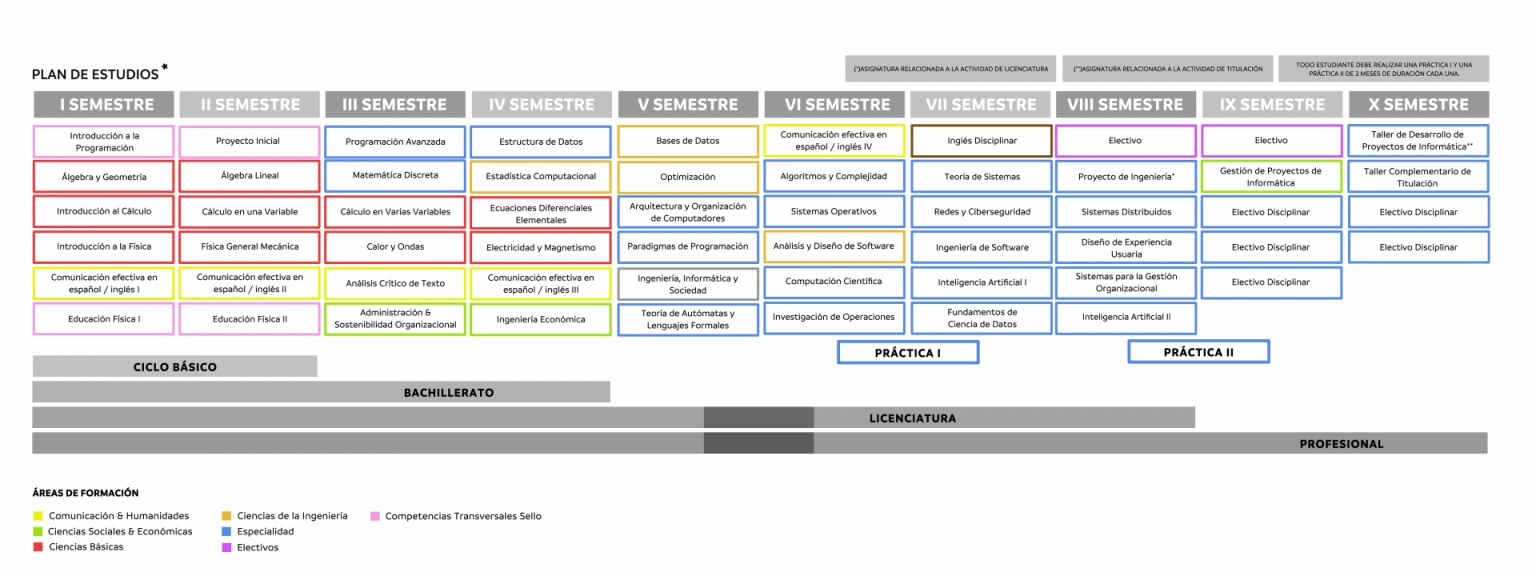 PLAN DE ESTUDIOS*
(*)ASIGNATURA RELACIONADA A LA ACTIVIDAD DE LICENCIATURA
(**)ASIGNATURA RELACIONADA A LA ACTIVIDAD DE TITULACIÓN
TODO ESTUDIANTE DEBE REALIZAR UNA PRÁCTICA I Y UNA
PRÁCTICA II DE 2 MESES DE DURACIÓN CADA UNA.
I SEMESTRE
Introducción a la
Programación
Álgebra y Geometría
Introducción al Cálculo
Introducción a la Física
Comunicación efectiva en
español / inglés I
Educación Física I
II SEMESTRE
Proyecto Inicial
Álgebra Lineal
Cálculo en una Variable
Física General Mecánica
Comunicación efectiva en
español / inglés II
Educación Física II
III SEMESTRE
Programación Avanzada
Matemática Discreta
Cálculo en Varias Variables
Calor y Ondas
Análisis Crítico de Texto
Administración &
Sostenibilidad Organizacional
IV SEMESTRE
Estructura de Datos
Estadística Computacional
Ecuaciones Diferenciales
Elementales
Electricidad y Magnetismo
Comunicación efectiva en
español / inglés III
Ingeniería Económica
V SEMESTRE
Bases de Datos
Optimización
Arquitectura y Organización
de Computadores
Paradigmas de Programación
Ingeniería, Informática y
Sociedad
Teoría de Autómatas y
Lenguajes Formales
VI SEMESTRE
Comunicación efectiva en
español / inglés IV
Algoritmos y Complejidad
Sistemas Operativos
Análisis y Diseño de Software
Computación Científica
Investigación de Operaciones
VII SEMESTRE
Inglés Disciplinar
Teoría de Sistemas
Redes y Ciberseguridad
Ingeniería de Software
Inteligencia Artificial I
Fundamentos de
Ciencia de Datos
VIII SEMESTRE
Electivo
Proyecto de Ingeniería*
Sistemas Distribuidos
Diseño de Experiencia
Usuaria
Sistemas para la Gestión
Organizacional
Inteligencia Artificial II
IX SEMESTRE
Electivo
Gestión de Proyectos de
Informática
Electivo Disciplinar
Electivo Disciplinar
Electivo Disciplinar
X SEMESTRE
Taller de Desarrollo de
Proyectos de Informática**
Taller Complementario de
Titulación
Electivo Disciplinar
Electivo Disciplinar
PRÁCTICA I
PRÁCTICA II
CICLO BÁSICO
BACHILLERATO
LICENCIATURA
PROFESIONAL
ÁREAS DE FORMACIÓN
Comunicación & Humanidades
Ciencias Sociales & Económicas
Ciencias Básicas
Ciencias de la Ingeniería
Especialidad
Electivos
Competencias Transversales Sello